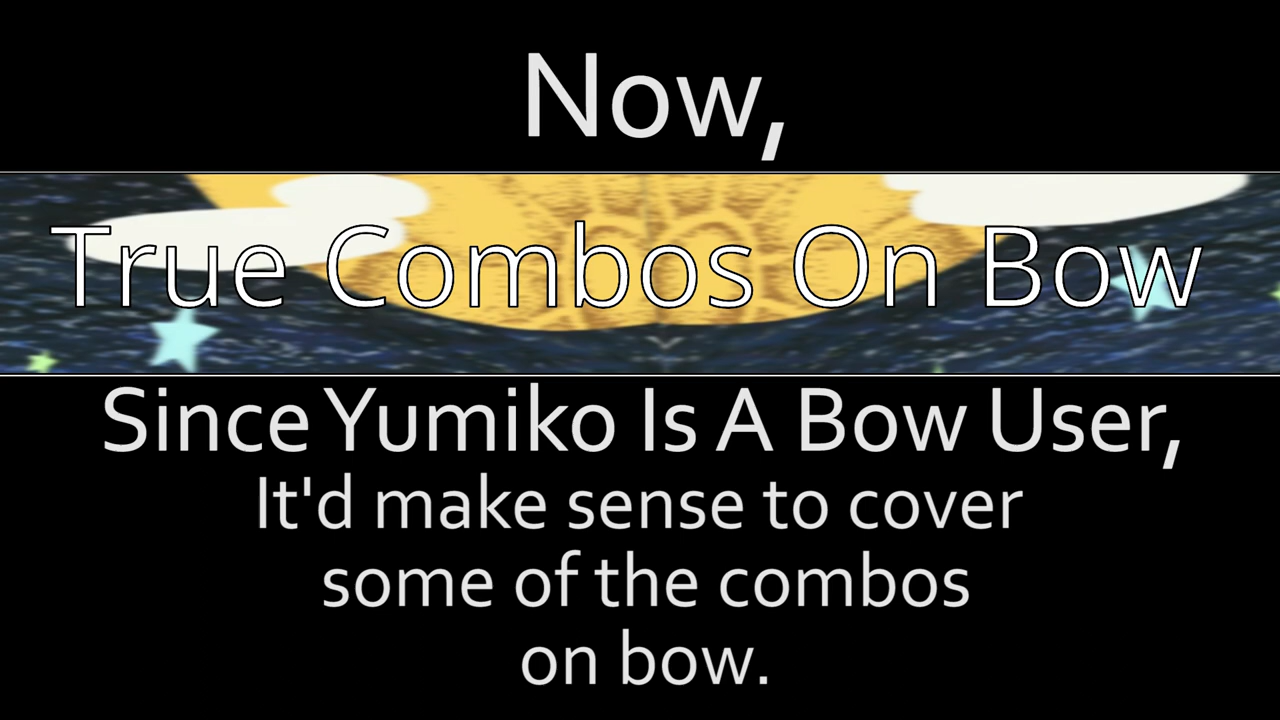 Now,
True Combos On Bow
Since Yumiko Is A Bow User,
It'd make sense to cover
some of the combos
on bow.